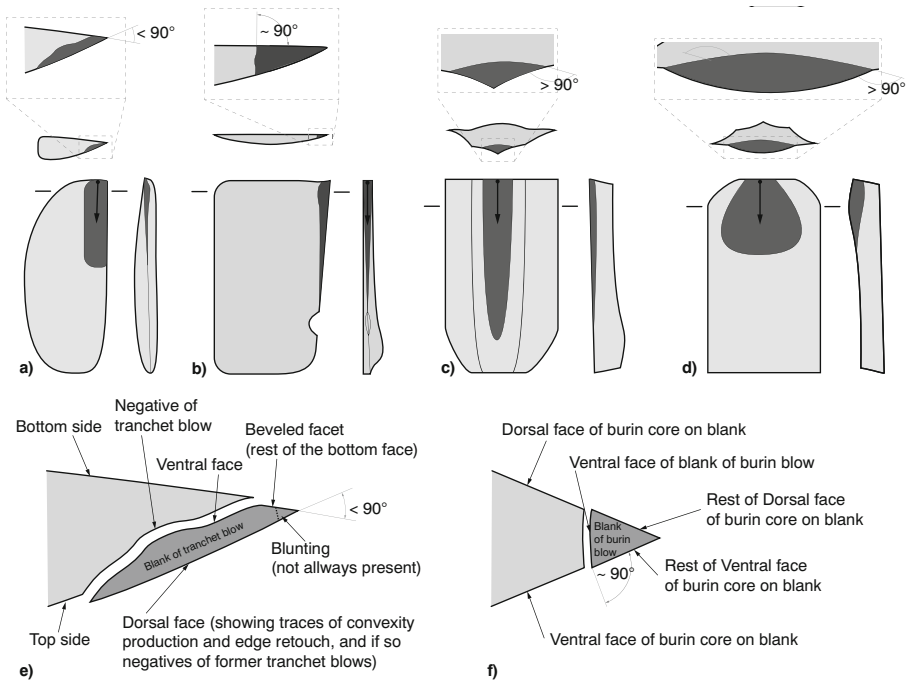 < 90°
~ 90°
> 90°
> 90°
a)
b)
c)
d)
Negative of
tranchet blow
Bottom side
Beveled facet
(rest of the bottom face)
Ventral face
< 90°
Blank of tranchet blow
Blunting
(not allways present)
Top side
Dorsal face (showing traces of convexity
production and edge retouch, and if so
negatives of former tranchet blows)
e)
Dorsal face of burin core on blank
Ventral face of blank of burin blow
Rest of Dorsal face
of burin core on blank
Blank
of burin
blow
~ 90°
Rest of Ventral face
of burin core on blank
Ventral face of burin core on blank
f)